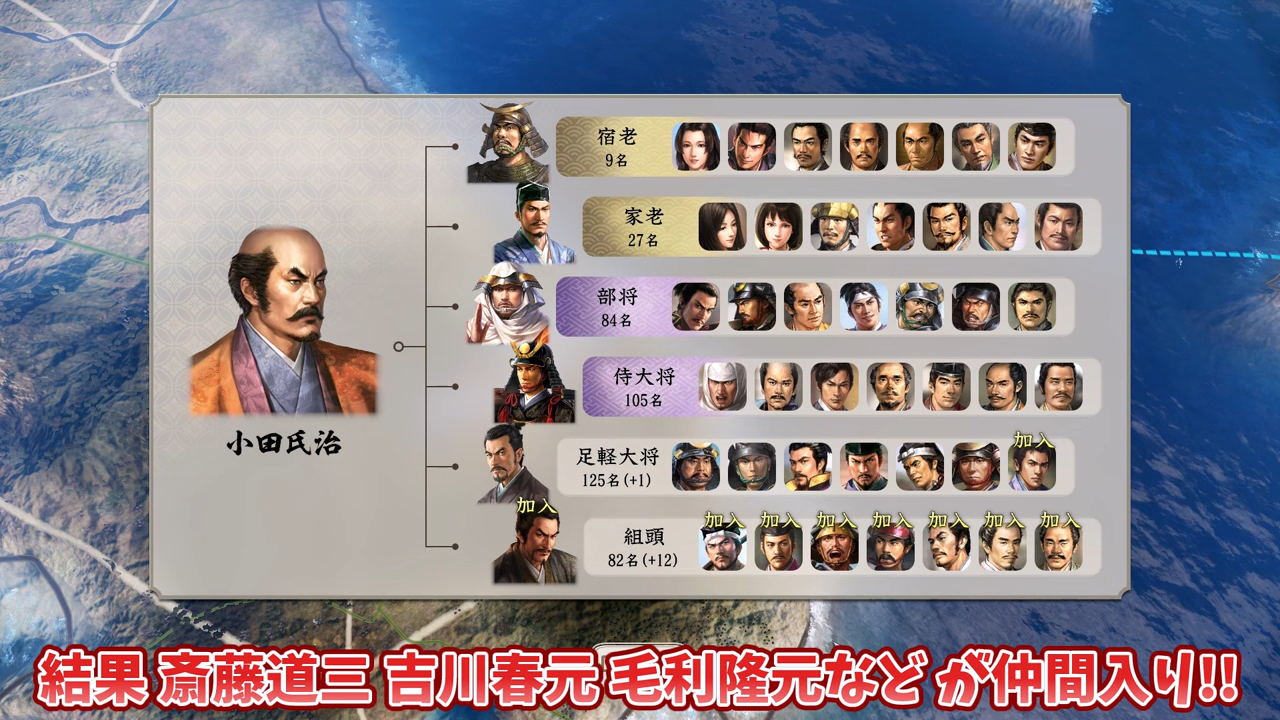 宿老
9名
家老
27名
部将
84名
侍大将
105名
小田氏治
加入
足軽大将
125名(+1)
加入
加入 加入 加入 加入 加入 加入 加入
組頭
82名(+12)
結果 斎藤道三 吉川春元 毛利隆元など が仲間入り!!